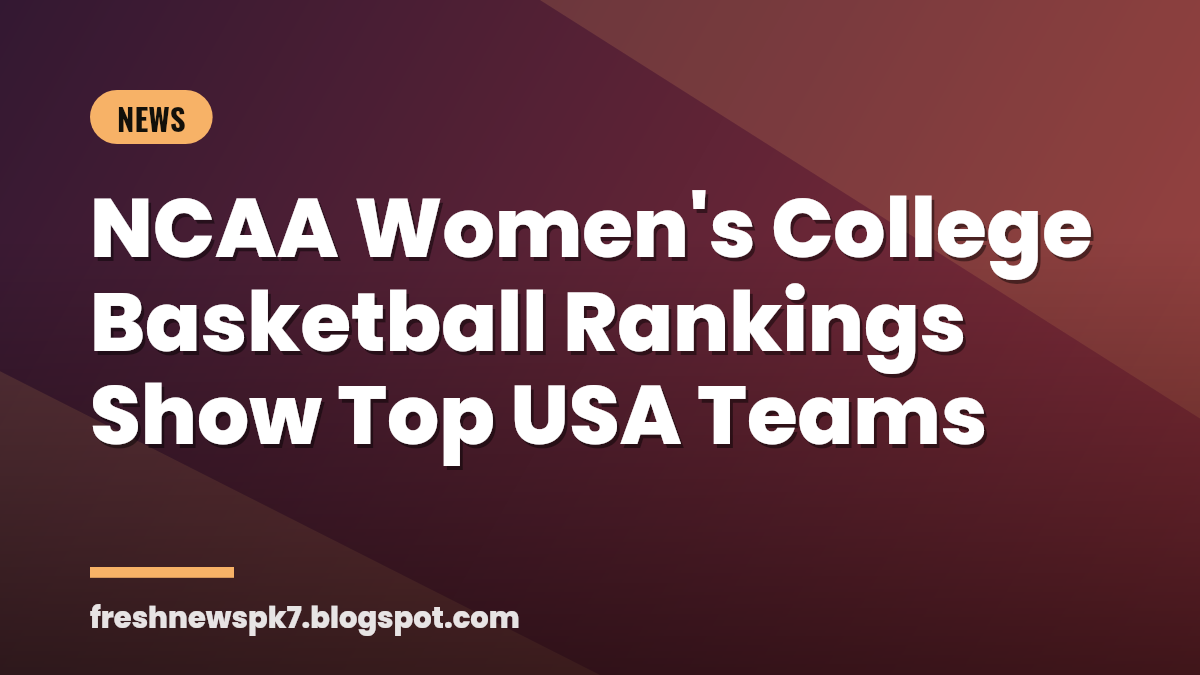 NEWS
NCAA Women's College
Basketball Rankings
Show Top USA Teams
freshnewspk7.blogspot.com